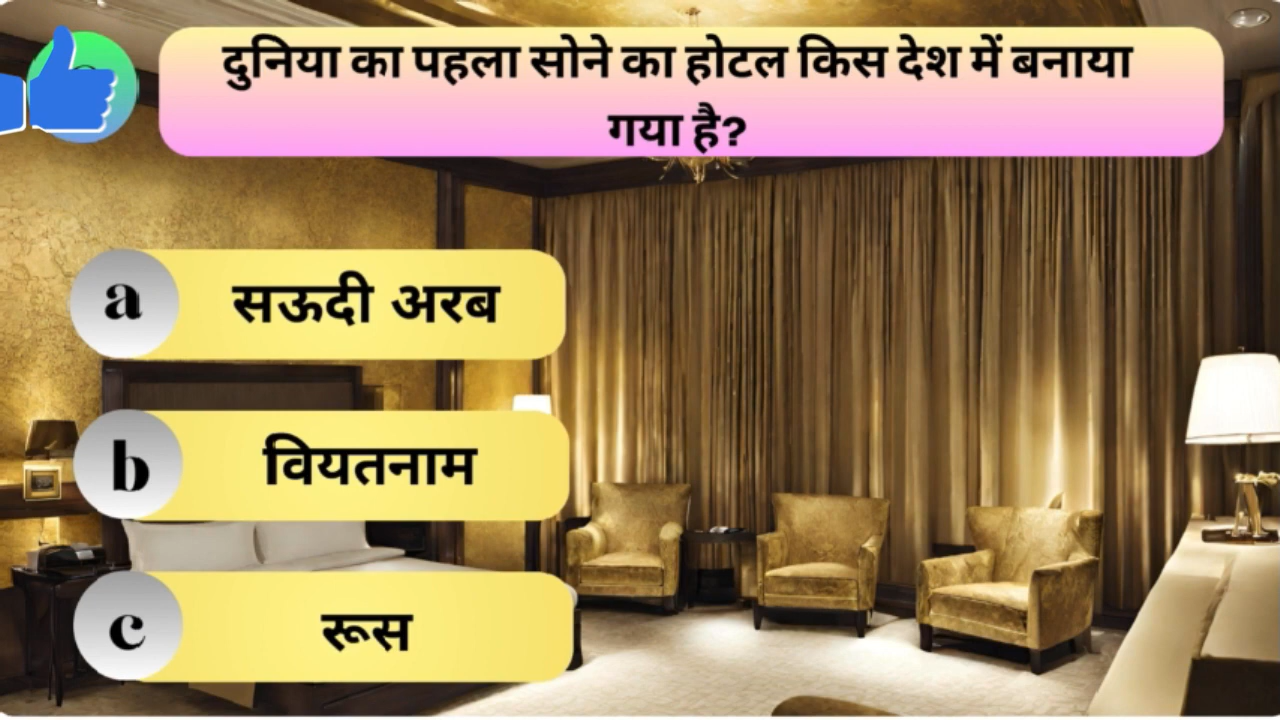 दुनिया का पहला सोने का होटल किस देश में बनाया
गया है?
a सऊदी अरब
b वियतनाम
c रूस